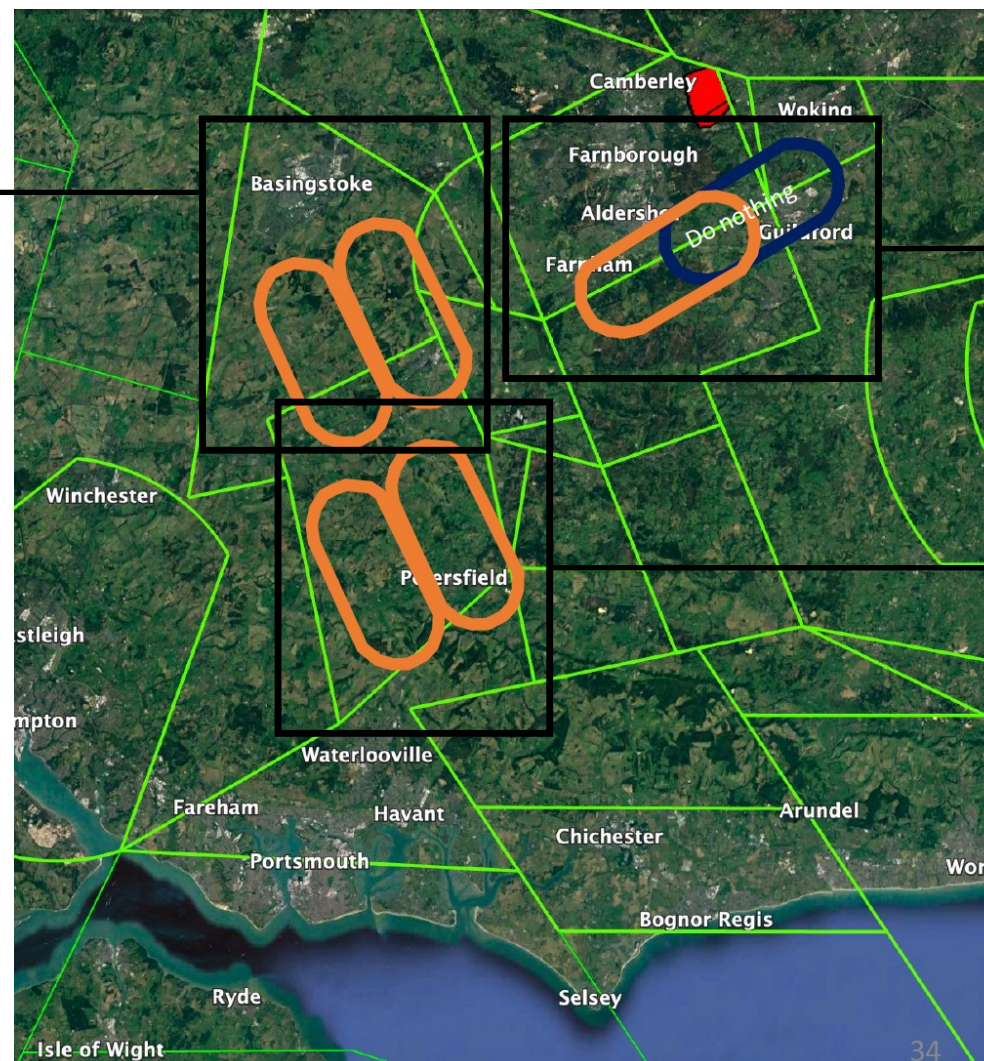 Camberley
Woking
Farnborough
Basingstoke
Do nothing
Guildford
Winchester
Waterlooville
Fareham
Havant
Arundel
Chichester
Portsmouth
Bognor Regis
Ryde
Selsey
Isle of Wight
34